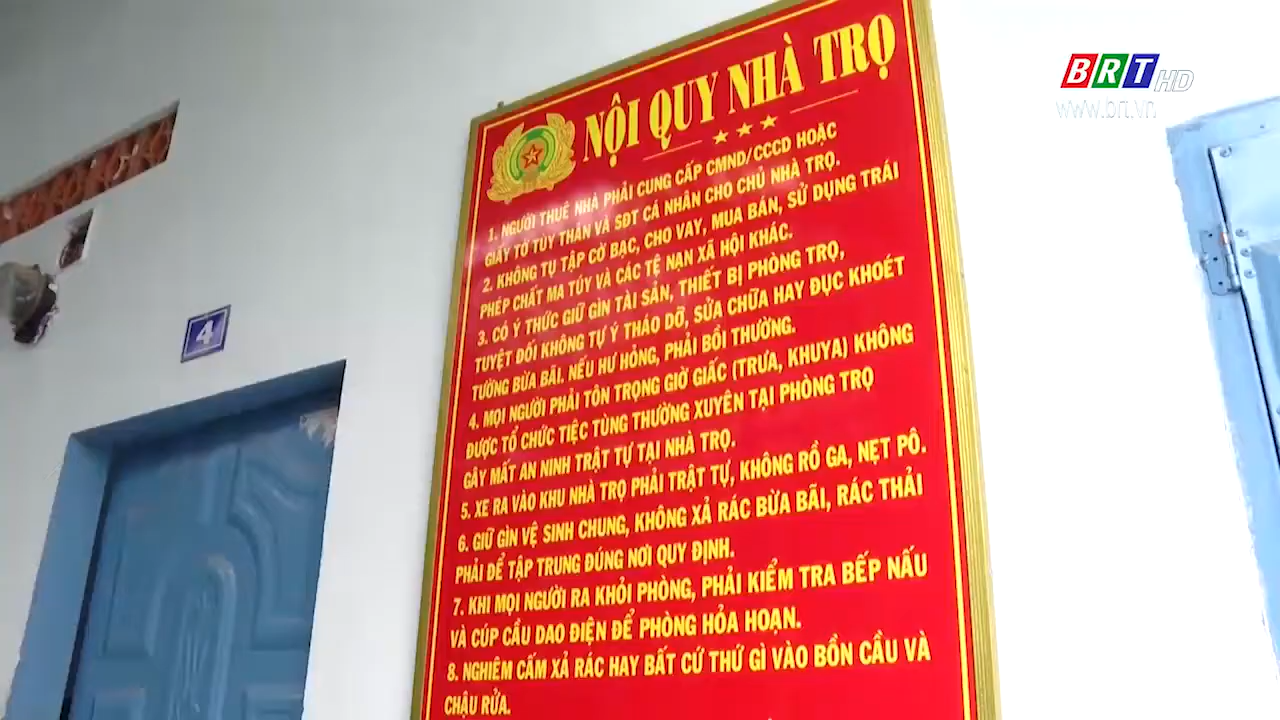 BRT HD
www.brt.vn
4
NỘI QUY NHÀ TRỌ
1. NGƯỜI THUÊ NHÀ PHẢI CUNG CẤP CMND/CCCD HOẶC
GIẤY TỜ TÙY THÂN VÀ SĐT CÁ NHÂN CHO CHỦ NHÀ TRỌ.
2. KHÔNG TỤ TẬP CỜ BẠC, CHO VAY, MUA BÁN, SỬ DỤNG TRÁI
PHÉP CHẤT MA TÚY VÀ CÁC TỆ NẠN XÃ HỘI KHÁC.
3. CÓ Ý THỨC GIỮ GÌN TÀI SẢN, THIẾT BỊ PHÒNG TRỌ,
TUYỆT ĐỐI KHÔNG TỰ Ý THÁO DỠ, SỬA CHỮA HAY ĐỤC KHOÉT
TƯỜNG BỪA BÃI. NẾU HƯ HỎNG, PHẢI BỒI THƯỜNG.
4. MỌI NGƯỜI PHẢI TÔN TRỌNG GIỜ GIẤC (TRƯA, KHUYA) KHÔNG
ĐƯỢC TỔ CHỨC TIỆC TÙNG THƯỜNG XUYÊN TẠI PHÒNG TRỌ
GÂY MẤT AN NINH TRẬT TỰ TẠI NHÀ TRỌ.
5. XE RA VÀO KHU NHÀ TRỌ PHẢI TRẬT TỰ, KHÔNG RỒ GA, NẸT PÔ.
6. GIỮ GÌN VỆ SINH CHUNG, KHÔNG XẢ RÁC BỪA BÃI, RÁC THẢI
PHẢI ĐỂ TẬP TRUNG ĐÚNG NƠI QUY ĐỊNH.
7. KHI MỌI NGƯỜI RA KHỎI PHÒNG, PHẢI KIỂM TRA BẾP NẤU
VÀ CÚP CẦU DAO ĐIỆN ĐỂ PHÒNG HỎA HOẠN.
8. NGHIÊM CẤM XẢ RÁC HAY BẤT CỨ THỨ GÌ VÀO BỒN CẦU VÀ
CHẬU RỬA.